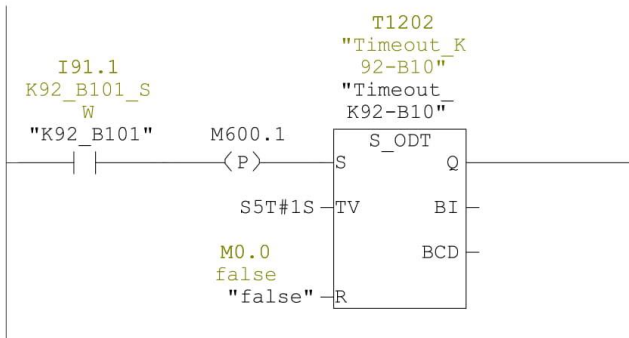 T1202
"Timeout_K
92-B10"
I91.1
K92_B101_S
W
"Timeout_
K92-B10"
"K92_B101"
M600.1
S_ODT
P
S
Q
S5T#1S
TV
BI
M0.0
false
BCD
"false"
R